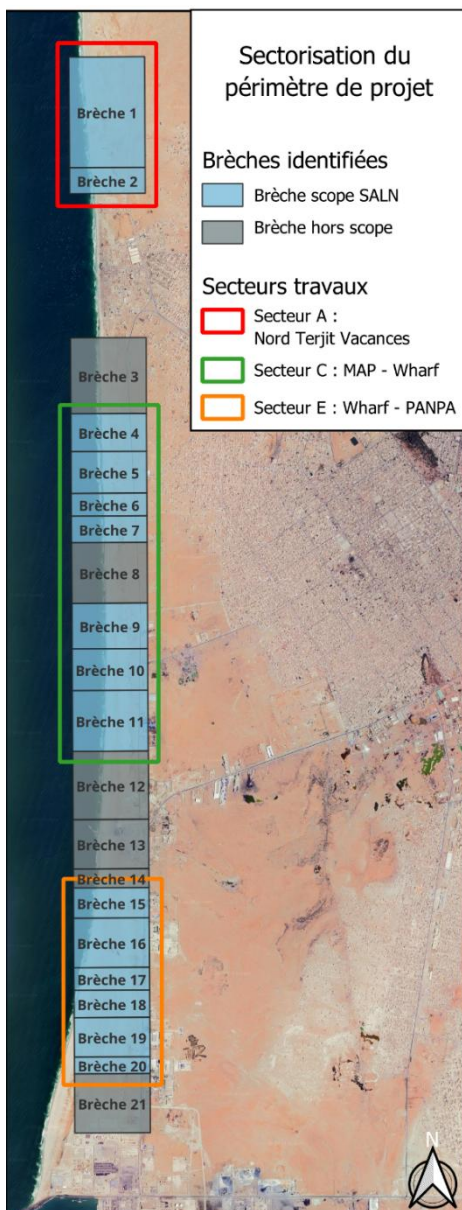 Sectorisation du
périmètre de projet
Brèches identifiées
Brèche scope SALN
Brèche hors scope
Secteurs travaux
Secteur A :
Nord Terjit Vacances
Secteur C : MAP - Wharf
Secteur E : Wharf - PANPA
Brèche 1
Brèche 2
Brèche 3
Brèche 4
Brèche 5
Brèche 6
Brèche 7
Brèche 8
Brèche 9
Brèche 10
Brèche 11
Brèche 12
Brèche 13
Brèche 14
Brèche 15
Brèche 16
Brèche 17
Brèche 18
Brèche 19
Brèche 20
Brèche 21
N